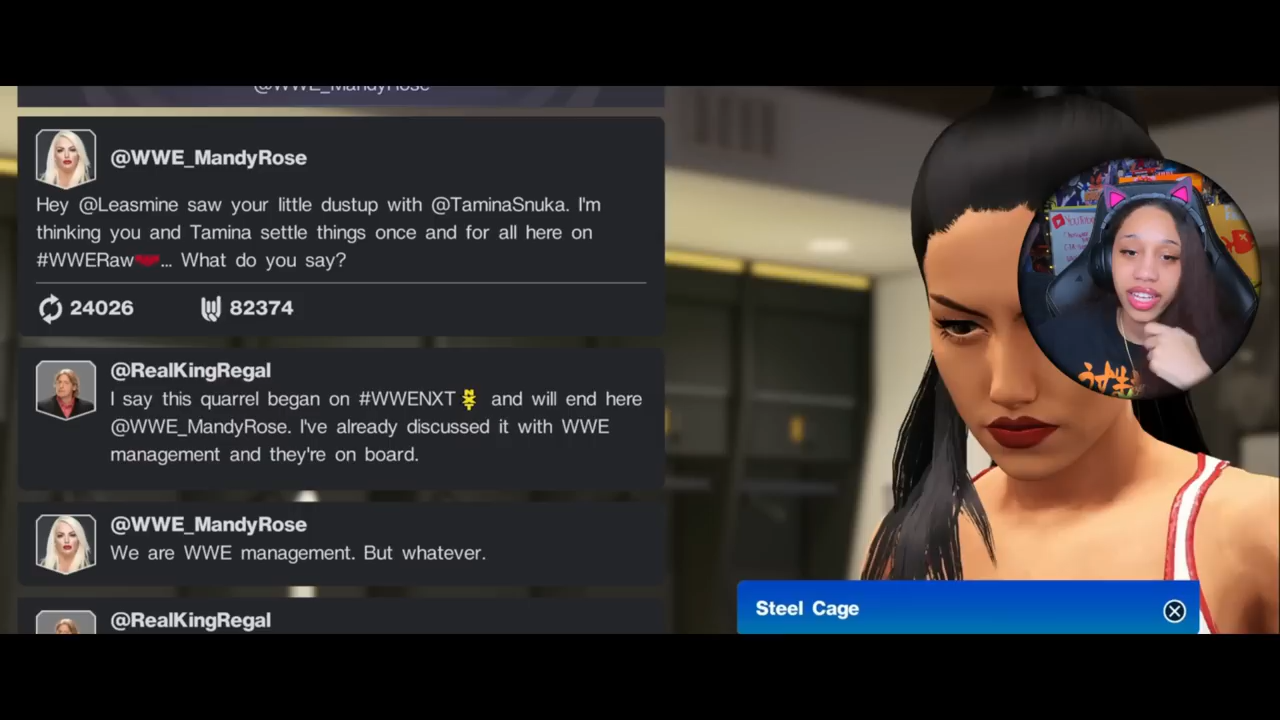 @WWE_MandyRose
@WWE_MandyRose
Hey @Leasmine saw your little dustup with @TaminaSnuka. I'm
thinking you and Tamina settle things once and for all here on
#WWERaw... What do you say?
24026 82374
@RealKingRegal
I say this quarrel began on #WWENXT and will end here
@WWE_MandyRose. I've already discussed it with WWE
management and they're on board.
@WWE_MandyRose
We are WWE management. But whatever.
@RealKingRegal
Steel Cage